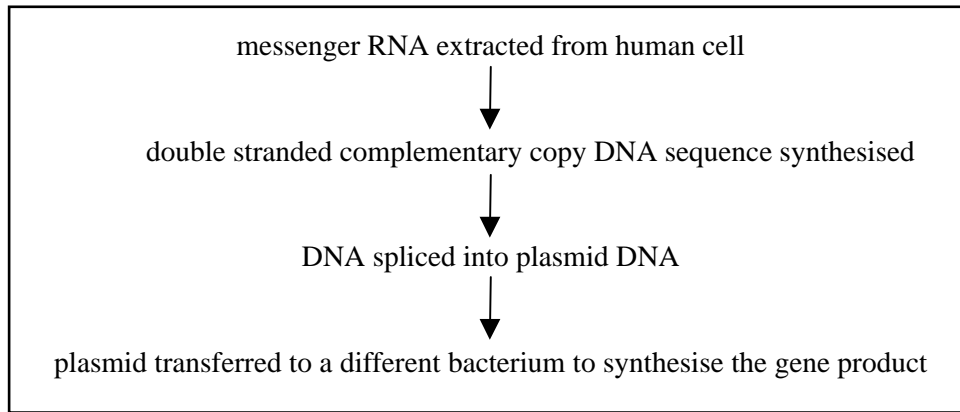 messenger RNA extracted from human cell
double stranded complementary copy DNA sequence synthesised
DNA spliced into plasmid DNA
plasmid transferred to a different bacterium to synthesise the gene product